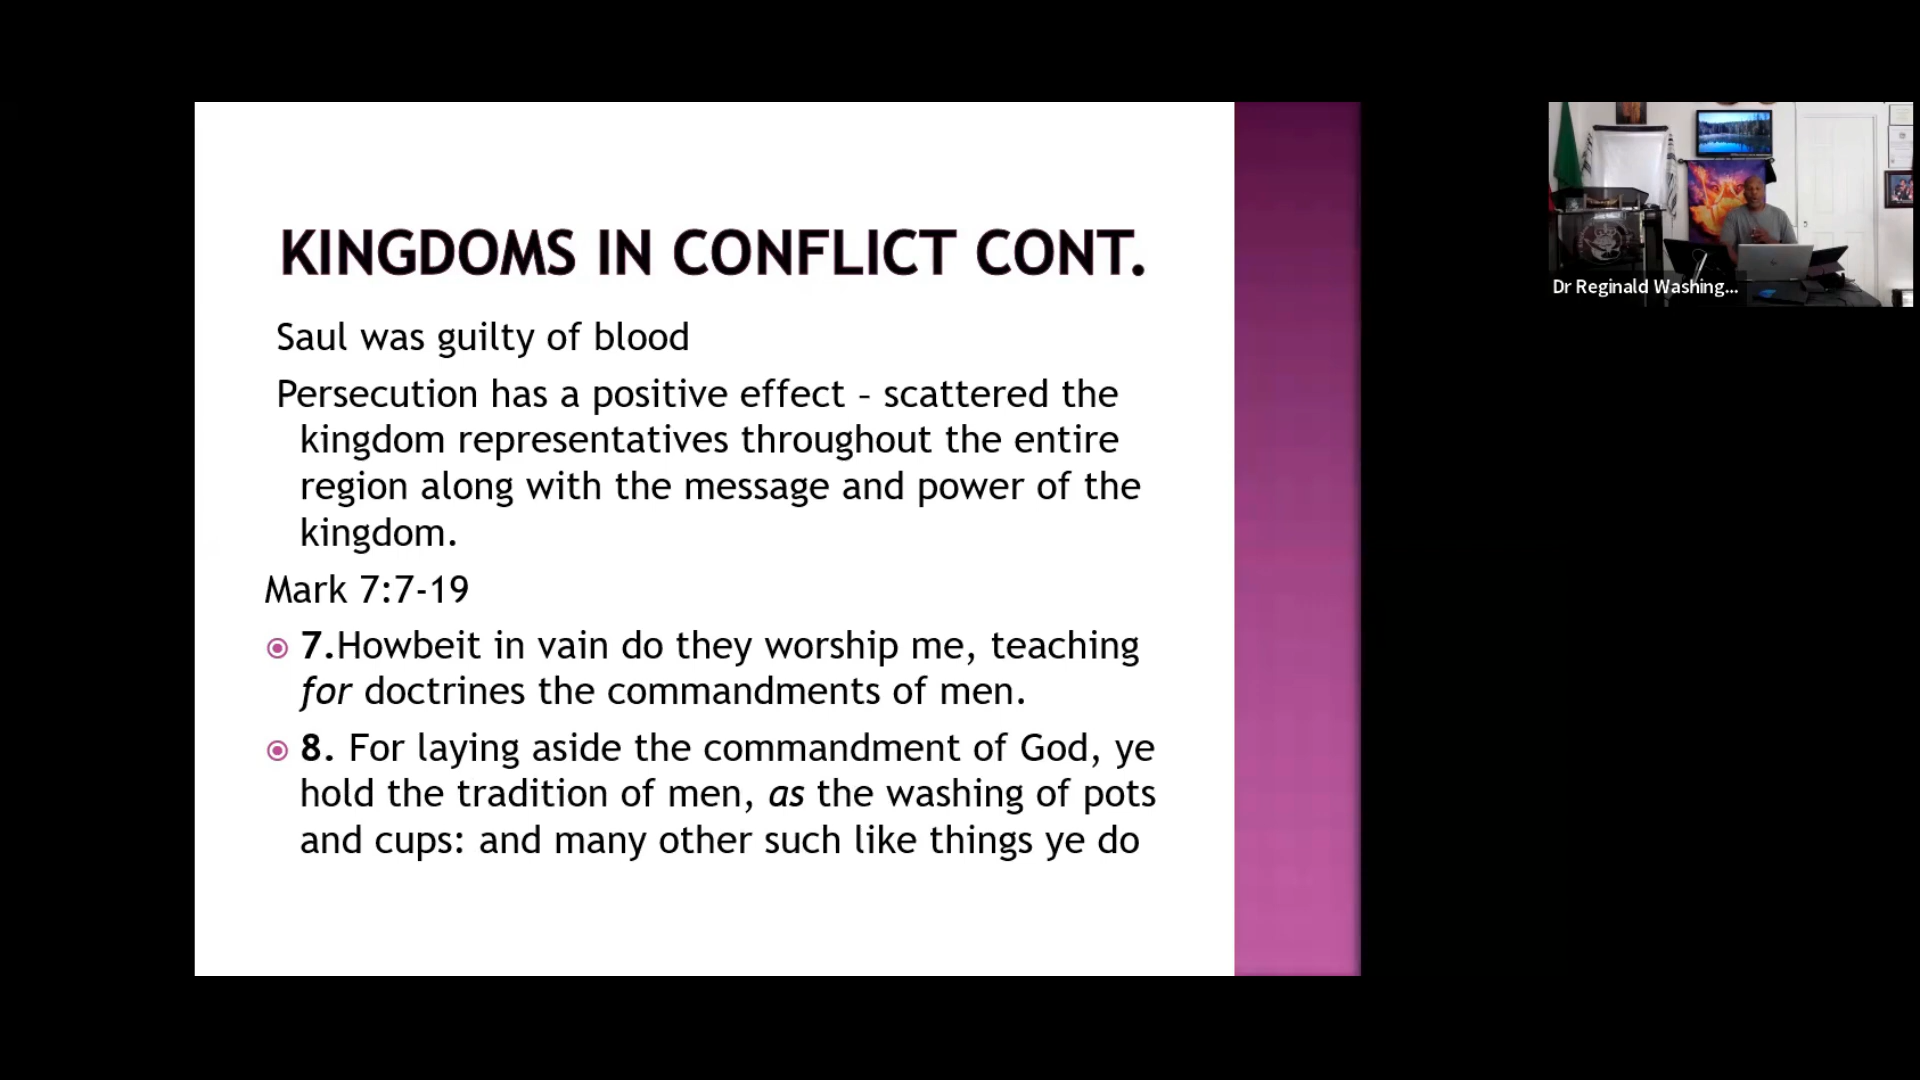 KINGDOMS IN CONFLICT CONT.
Saul was guilty of blood
Persecution has a positive effect – scattered the
kingdom representatives throughout the entire
region along with the message and power of the
kingdom.
Mark 7:7-19
7.Howbeit in vain do they worship me, teaching
for doctrines the commandments of men.
8. For laying aside the commandment of God, ye
hold the tradition of men, as the washing of pots
and cups: and many other such like things ye do
Dr Reginald Washing...